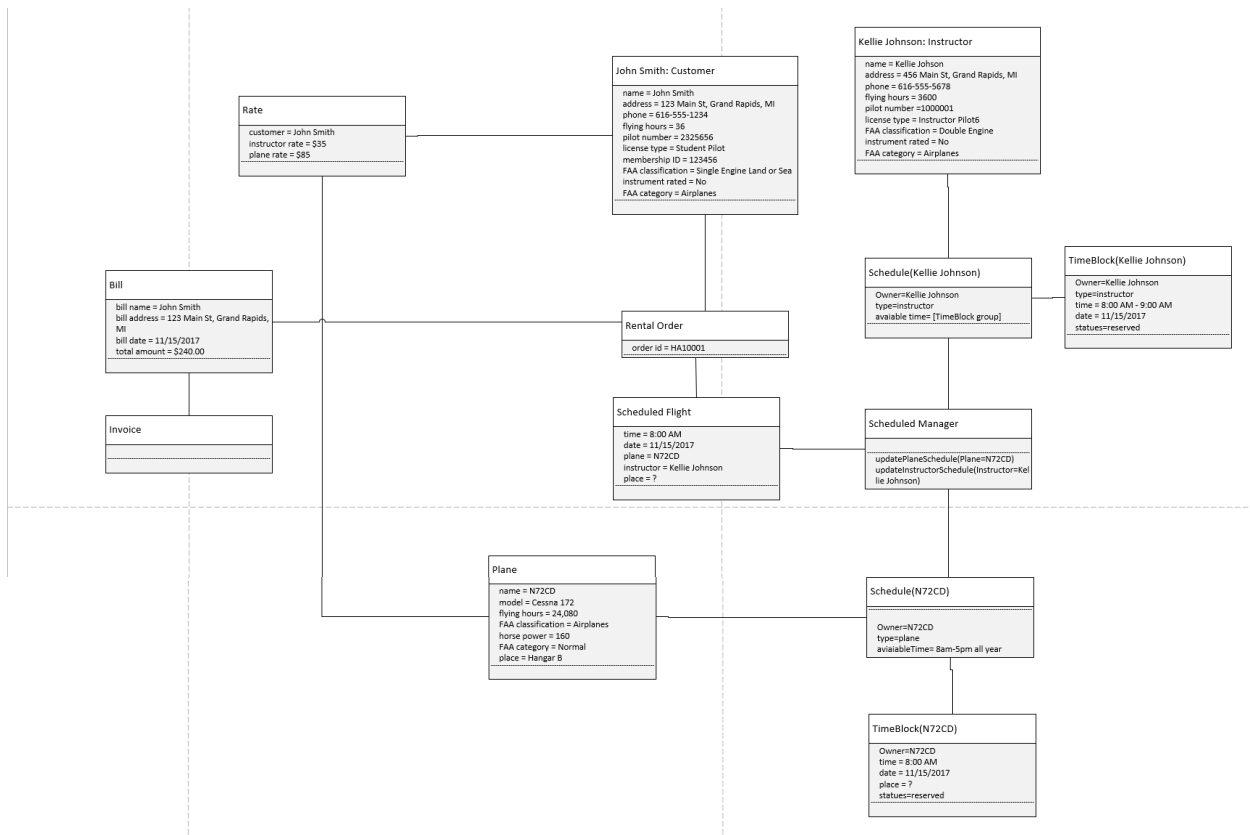 Kellie Johnson: Instructor
name = Kellie Johson
address = 456 Main St, Grand Rapids, MI
phone = 616-555-5678
flying hours = 3600
pilot number =1000001
license type = Instructor Pilot6
FAA classification = Double Engine
instrument rated = No
FAA category = Airplanes
John Smith: Customer
name = John Smith
address = 123 Main St, Grand Rapids, MI
phone = 616-555-1234
flying hours = 36
pilot number = 2325656
license type = Student Pilot
membership ID = 123456
FAA classification = Single Engine Land or Sea
instrument rated = No
FAA category = Airplanes
Rate
customer = John Smith
instructor rate = $35
plane rate = $85
Bill
bill name = John Smith
bill address = 123 Main St, Grand Rapids,
MI
bill date = 11/15/2017
total amount = $240.00
Invoice
Rental Order
order id = HA10001
Scheduled Flight
time = 8:00 AM
date = 11/15/2017
plane = N72CD
instructor = Kellie Johnson
place = ?
Schedule(Kellie Johnson)
Owner=Kellie Johnson
type=instructor
avaiable time= [TimeBlock group]
TimeBlock(Kellie Johnson)
Owner=Kellie Johnson
type=instructor
time = 8:00 AM - 9:00 AM
date = 11/15/2017
statues=reserved
Scheduled Manager
updatePlaneSchedule(Plane=N72CD)
updateInstructorSchedule(Instructor=Kel
lie Johnson)
Plane
name = N72CD
model = Cessna 172
flying hours = 24,080
FAA classification = Airplanes
horse power = 160
FAA category = Normal
place = Hangar B
Schedule(N72CD)
Owner=N72CD
type=plane
aviaiableTime= 8am-5pm all year
TimeBlock(N72CD)
Owner=N72CD
time = 8:00 AM
date = 11/15/2017
place = ?
statues=reserved